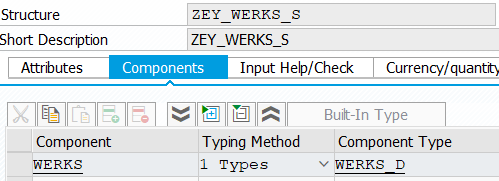 Structure ZEY_WERKS_S
Short Description ZEY_WERKS_S
Attributes Components Input Help/Check Currency/quantity
Built-In Type
Component Typing Method Component Type
WERKS 1 Types WERKS_D